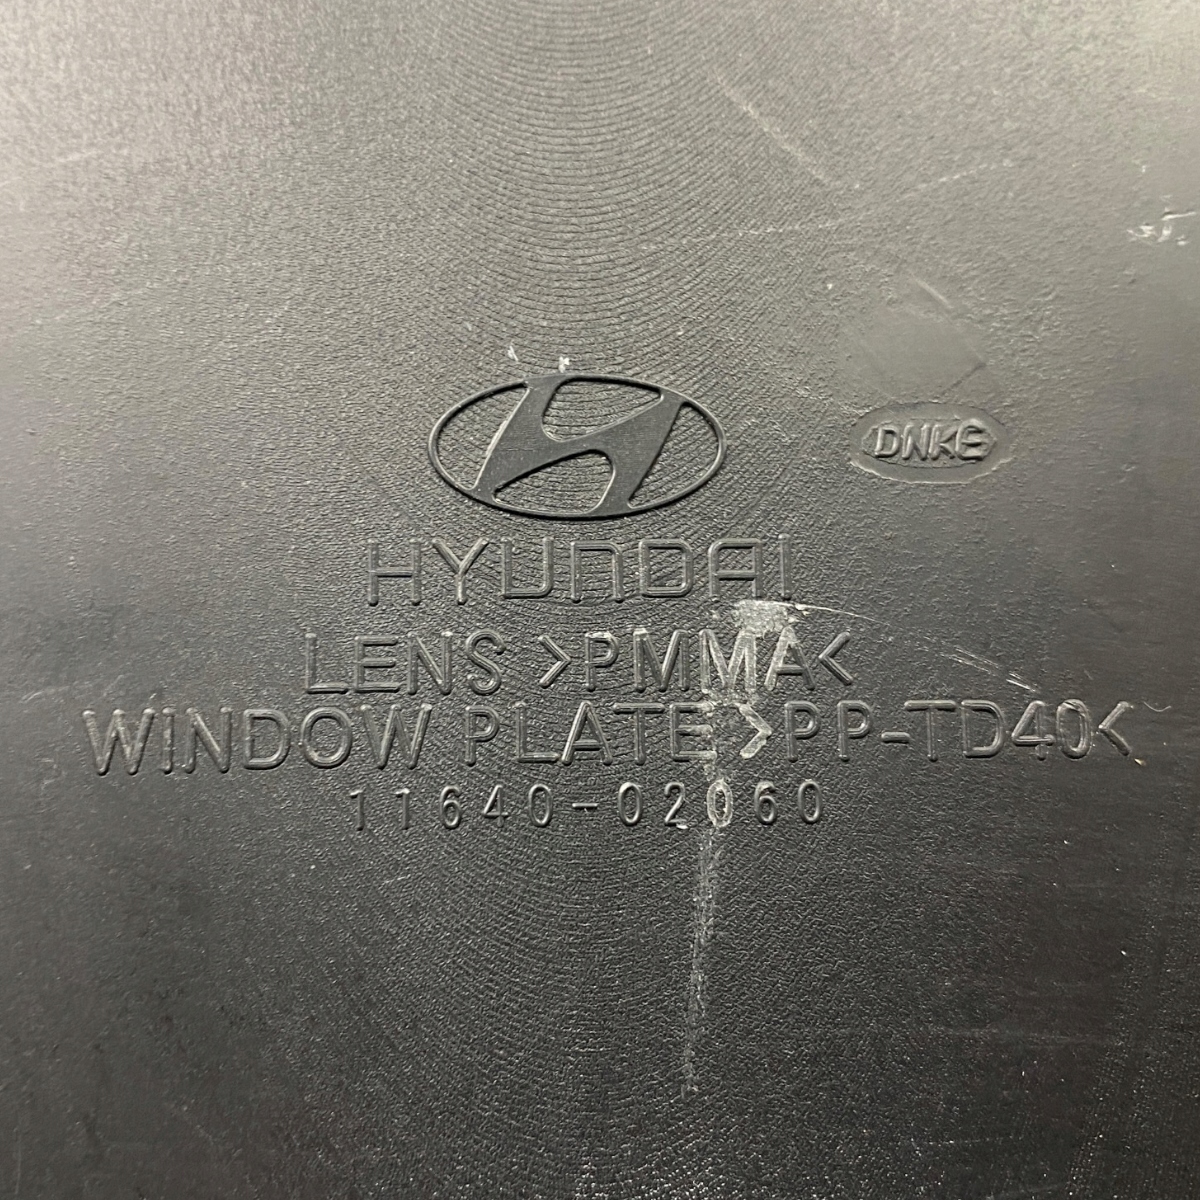 DNKE
HYUNDAI
LENS >PMMA<
WINDOW PLATE >PP-TD40<
11640-02060